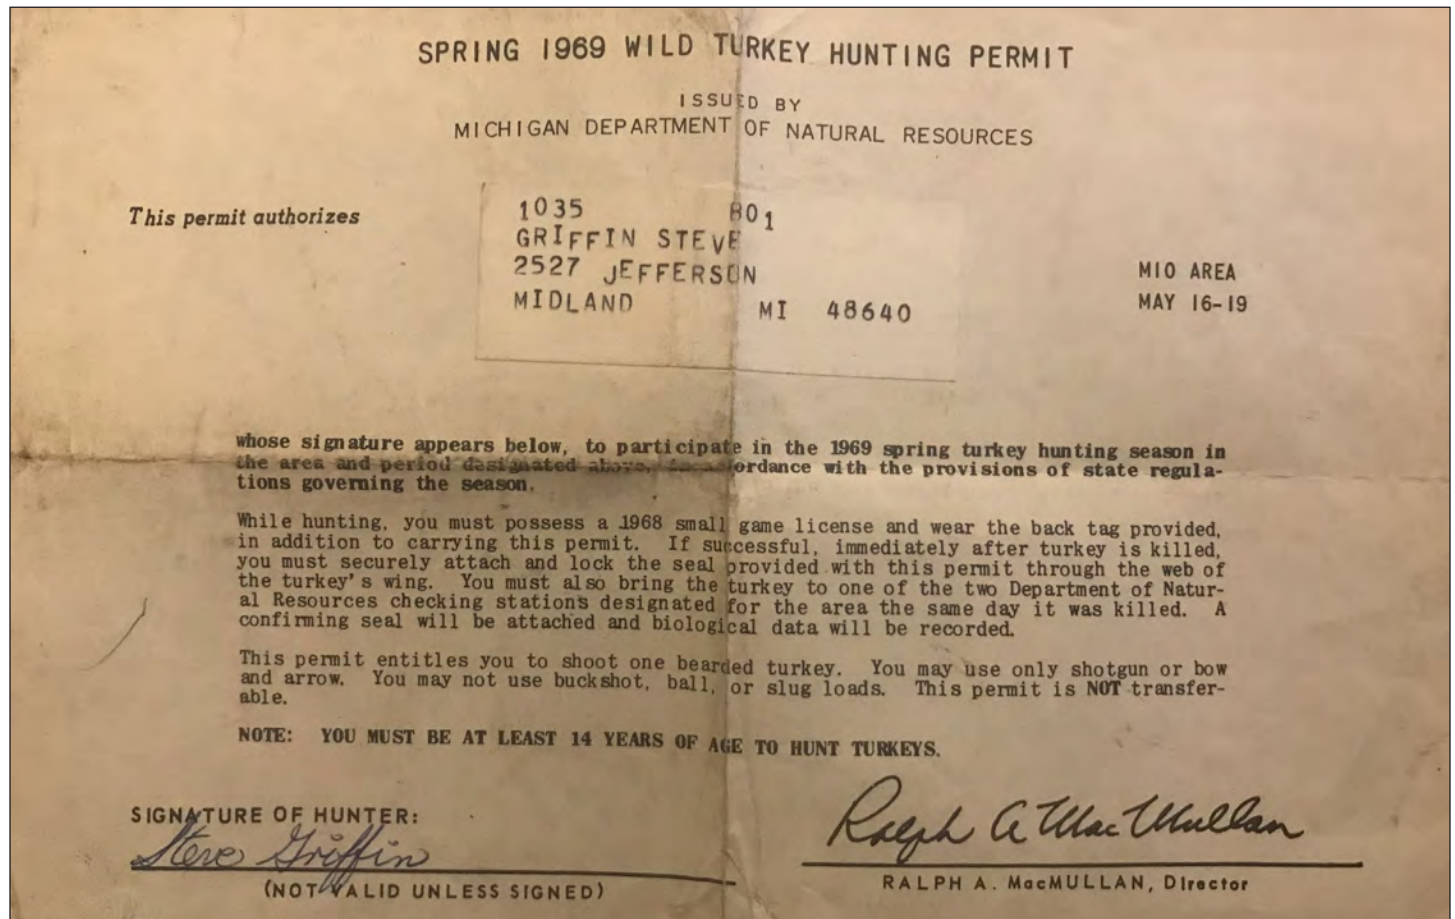 SPRING 1969 WILD TURKEY HUNTING PERMIT
ISSUED BY
MICHIGAN DEPARTMENT OF NATURAL RESOURCES
This permit authorizes
1035 801
GRIFFIN STEVE
2527 JEFFERSON
MIDLAND MI 48640
MIO AREA
MAY 16-19
whose signature appears below, to participate in the 1969 spring turkey hunting season in
the area and period designated above, in accordance with the provisions of state regula-
tions governing the season.
While hunting, you must possess a 1968 small game license and wear the back tag provided,
in addition to carrying this permit. If successful, immediately after turkey is killed,
you must securely attach and lock the seal provided with this permit through the web of
the turkey's wing. You must also bring the turkey to one of the two Department of Natur-
al Resources checking stations designated for the area the same day it was killed. A
confirming seal will be attached and biological data will be recorded.
This permit entitles you to shoot one bearded turkey. You may use only shotgun or bow
and arrow. You may not use buckshot, ball, or slug loads. This permit is NOT transfer-
able.
NOTE: YOU MUST BE AT LEAST 14 YEARS OF AGE TO HUNT TURKEYS.
SIGNATURE OF HUNTER:
Steve Griffin
(NOT VALID UNLESS SIGNED)
Ralph A MacMullan
RALPH A. MacMULLAN, Director